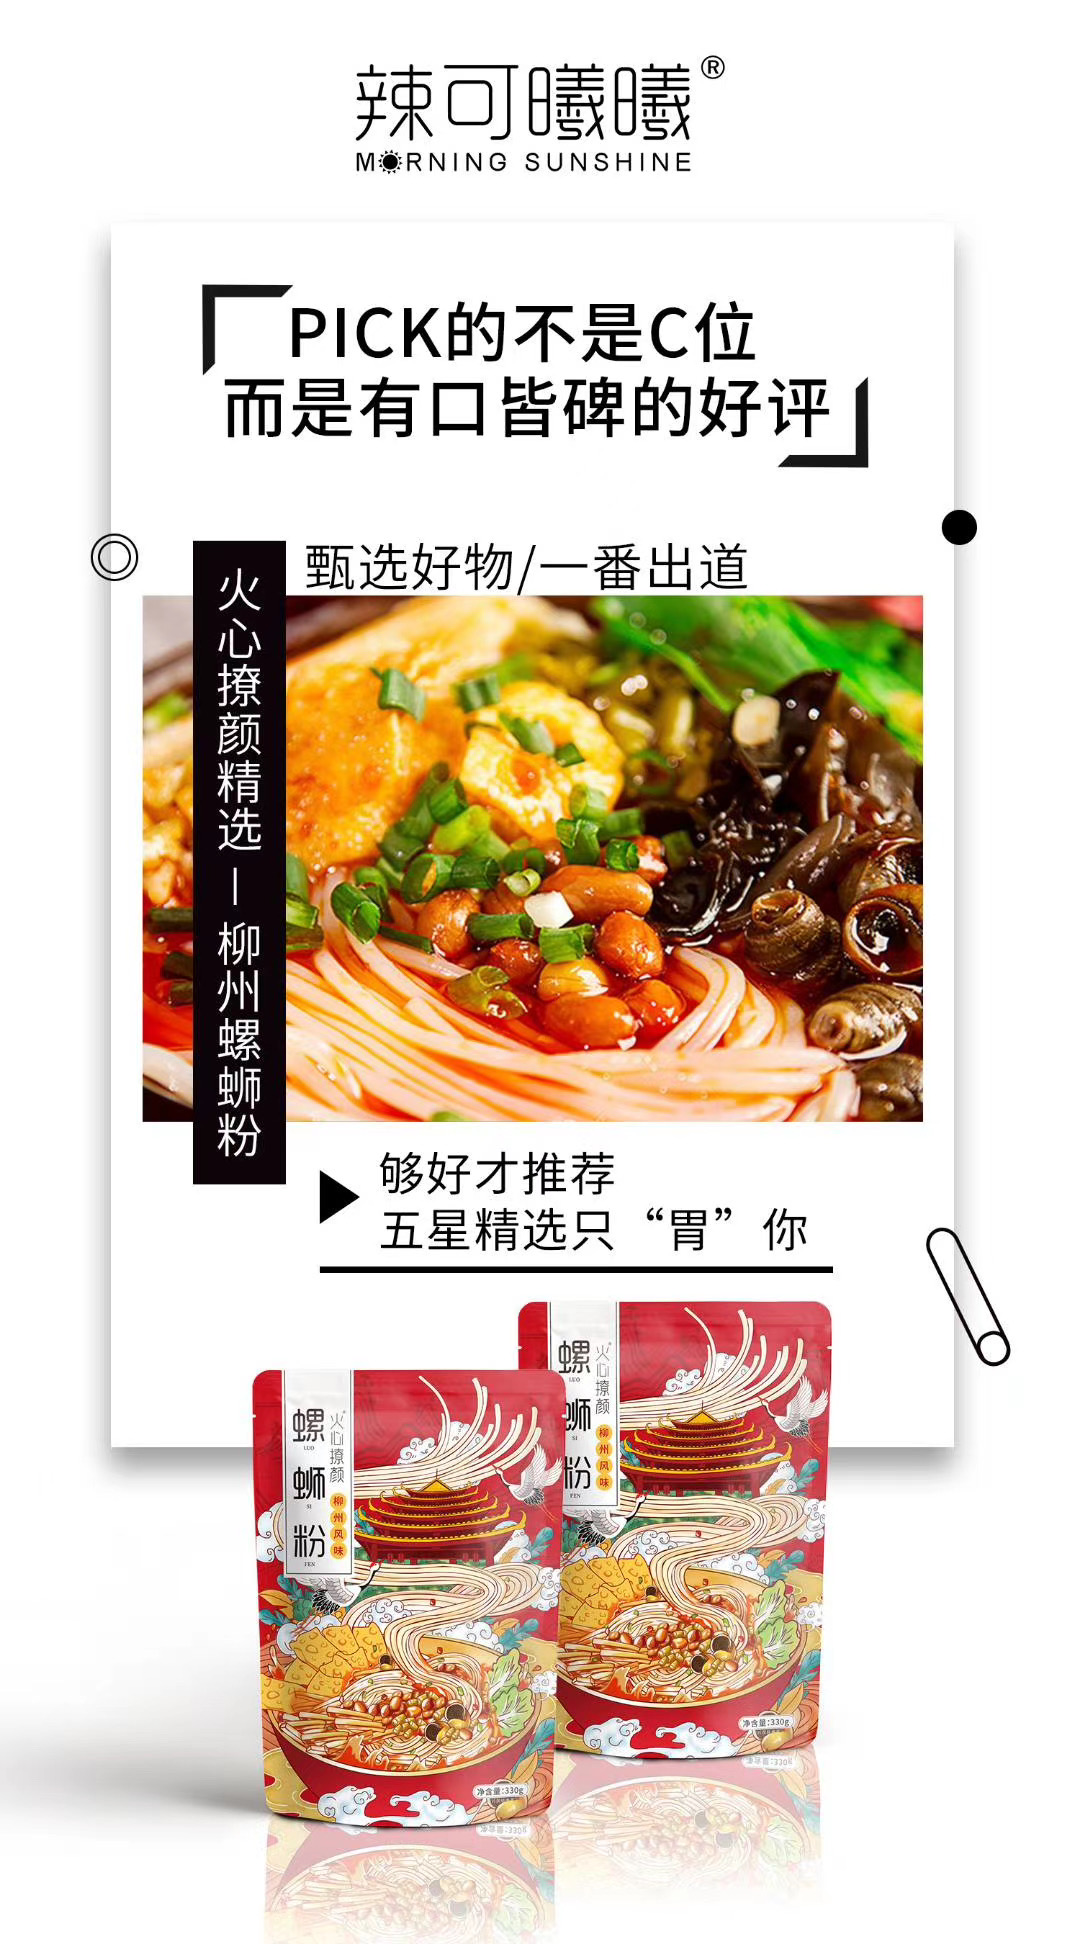 辣可曦曦®
MORNING SUNSHINE
PICK的不是C位
而是有口皆碑的好评
甄选好物/一番出道
火心撩颜精选—柳州螺蛳粉
够好才推荐
五星精选只“胃”你
螺蛳粉
LUO
SI
FEN
火心撩颜
柳州风味
净含量:330g
螺蛳粉
LUO
SI
FEN
火心撩颜
柳州风味
净含量:330g